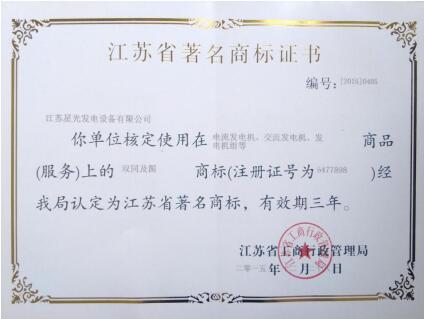 江苏省著名商标证书
编号：[2015]0405
江苏星光发电设备有限公司
你单位核定使用在 电流发电机、交流发电机、发电机组等 商品
(服务)上的 双同及图 商标(注册证号为 5477898 )经
我局认定为江苏省著名商标，有效期三年。
江苏省工商行政管理局
二零一五 年 月 日